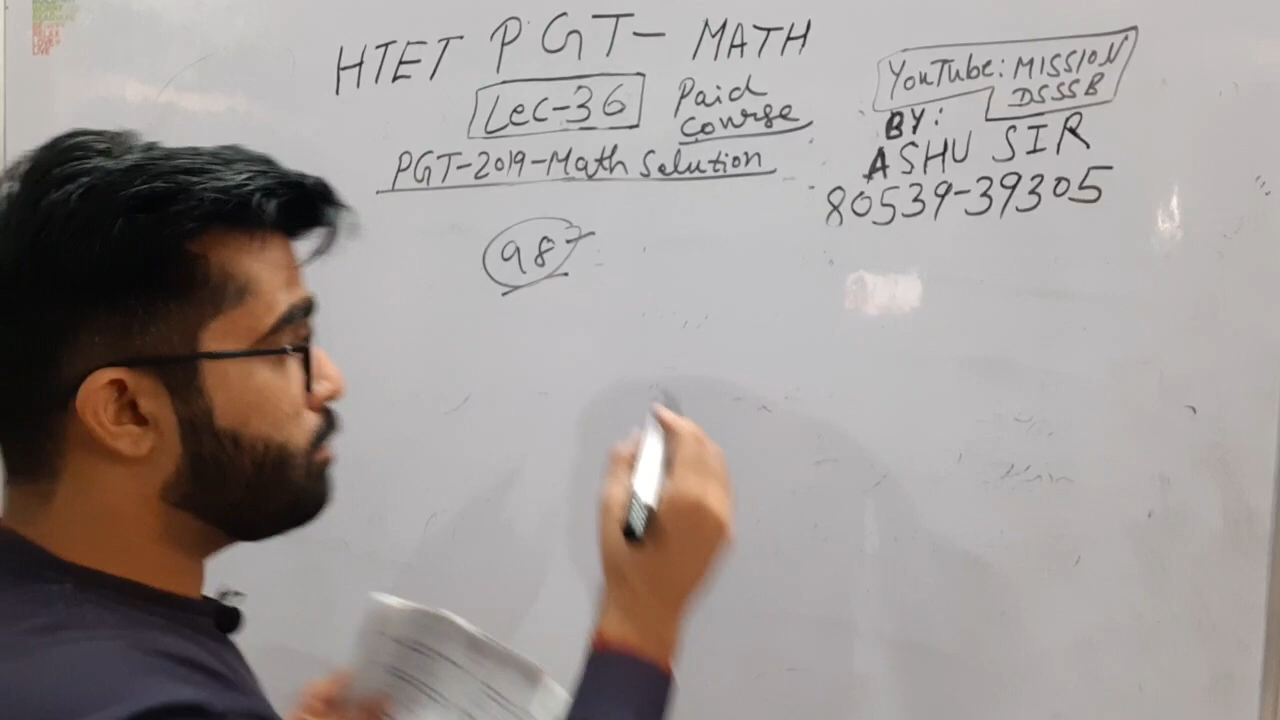 HTET PGT- MATH
Lec-36 Paid Course
PGT-2019-Math Solution
YouTube: MISSION
DSSSB
BY:
ASHU SIR
80539-39305
98